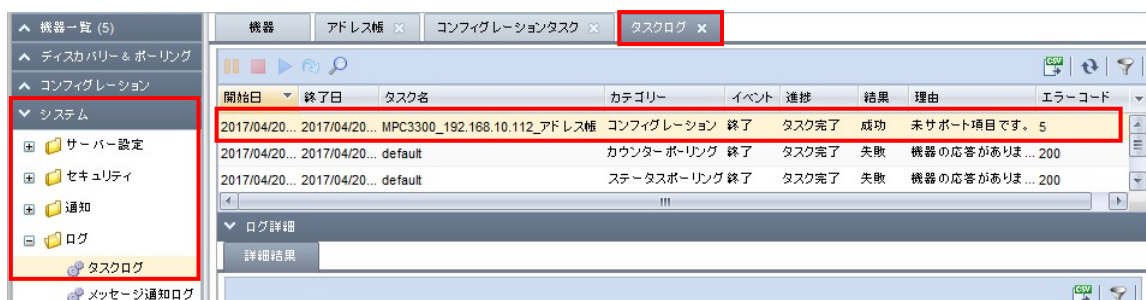 機器一覧 (5)
ディスカバリー＆ポーリング
コンフィグレーション
システム
サーバー設定
セキュリティ
通知
ログ
タスクログ
メッセージ通知ログ
機器 アドレス帳 コンフィグレーションタスク タスクログ
CSV
開始日 終了日 タスク名 カテゴリー イベント 進捗 結果 理由 エラーコード
2017/04/20... 2017/04/20... MPC3300_192.168.10.112_アドレス帳 コンフィグレーション 終了 タスク完了 成功 未サポート項目です。 5
2017/04/20... 2017/04/20... default カウンターポーリング 終了 タスク完了 失敗 機器の応答がありま... 200
2017/04/20... 2017/04/20... default ステータスポーリング 終了 タスク完了 失敗 機器の応答がありま... 200
ログ詳細
詳細結果
CSV